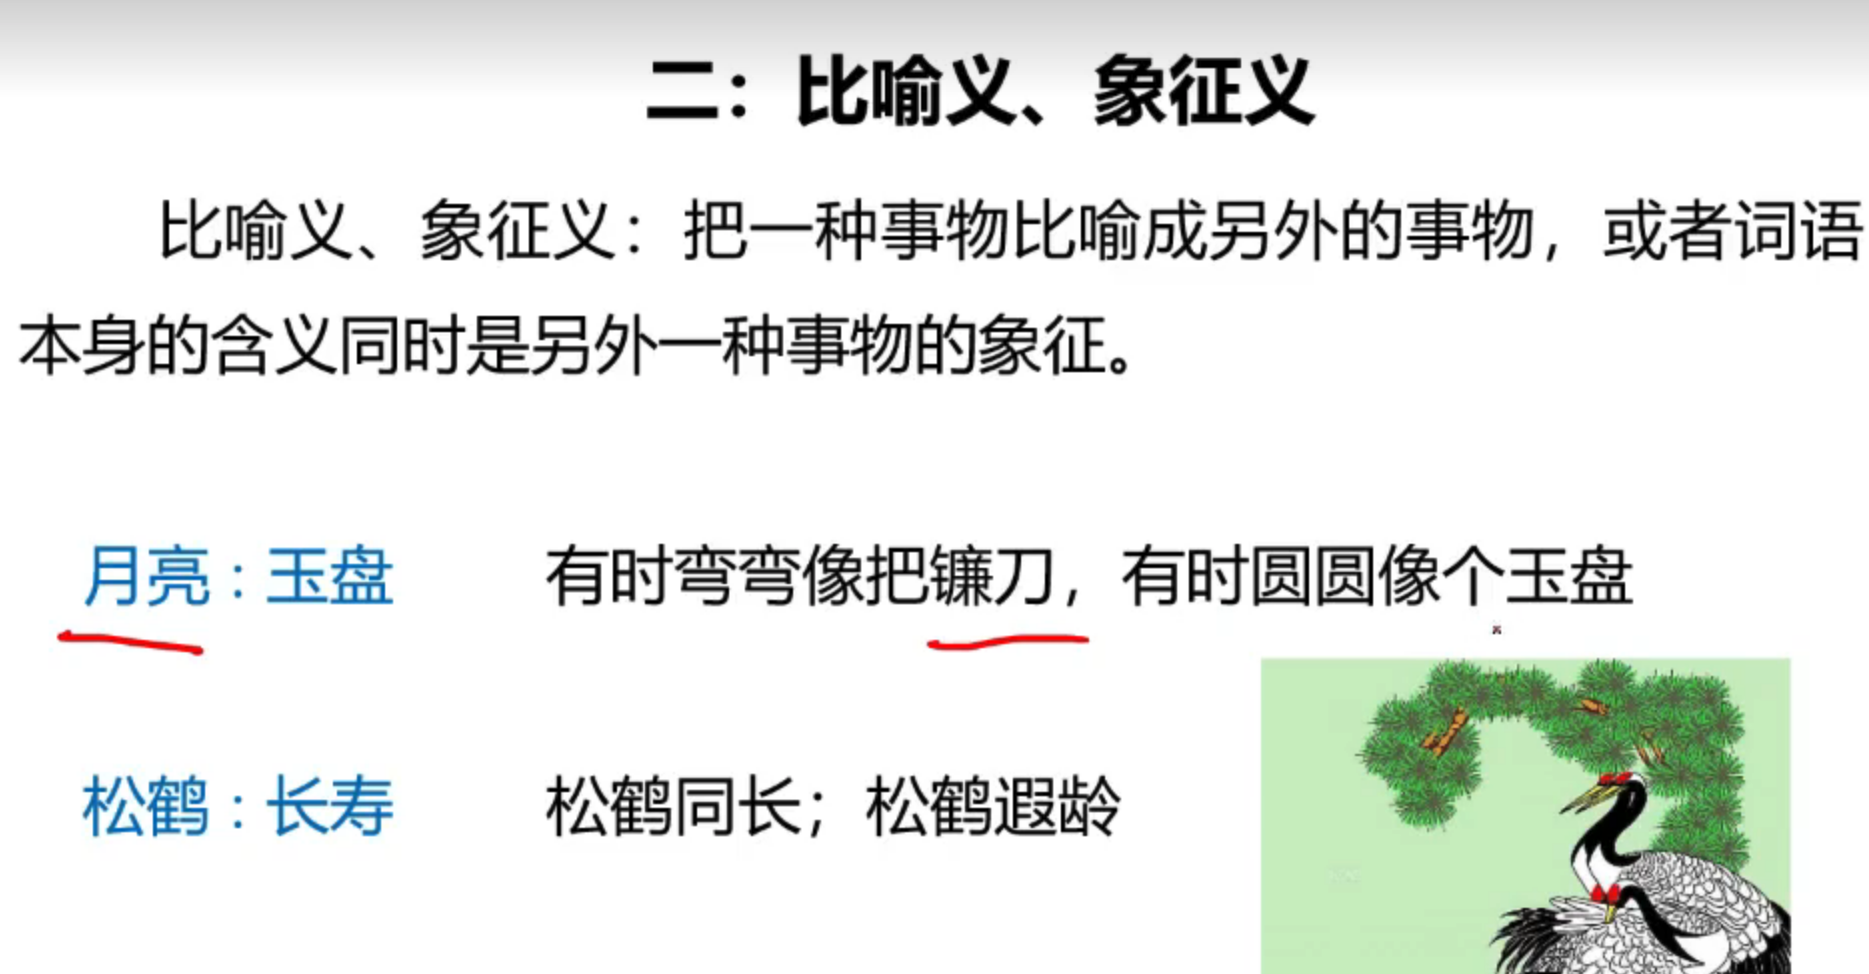 二：比喻义、象征义
比喻义、象征义：把一种事物比喻成另外的事物，或者词语
本身的含义同时是另外一种事物的象征。
月亮：玉盘 有时弯弯像把镰刀，有时圆圆像个玉盘
松鹤：长寿 松鹤同长；松鹤遐龄